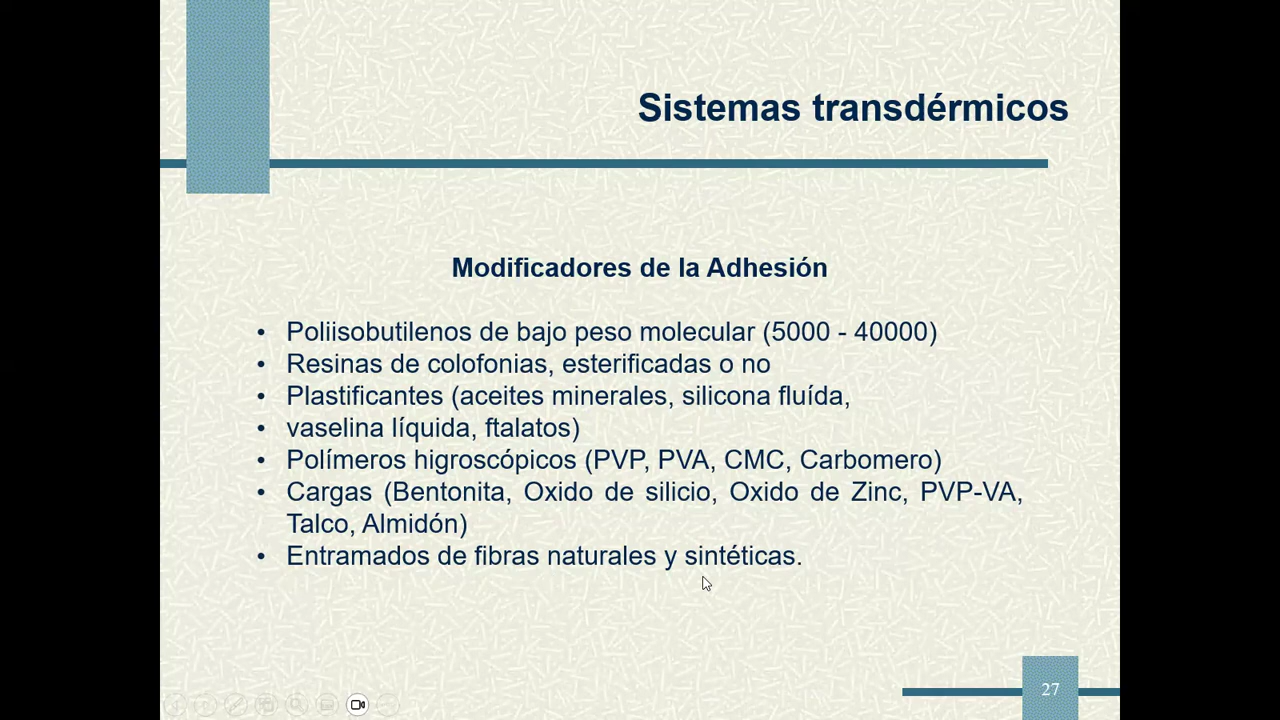 Sistemas transdérmicos
Modificadores de la Adhesión
• Poliisobutilenos de bajo peso molecular (5000 - 40000)
• Resinas de colofonias, esterificadas o no
• Plastificantes (aceites minerales, silicona fluída,
• vaselina líquida, ftalatos)
• Polímeros higroscópicos (PVP, PVA, CMC, Carbomero)
• Cargas (Bentonita, Oxido de silicio, Oxido de Zinc, PVP-VA,
Talco, Almidón)
• Entramados de fibras naturales y sintéticas.
27